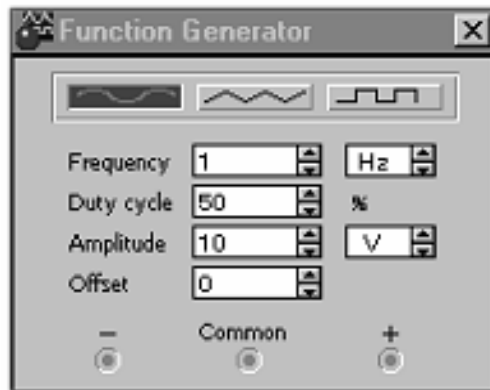 Function Generator
Frequency 1 Hz
Duty cycle 50 %
Amplitude 10 V
Offset 0
− Common +